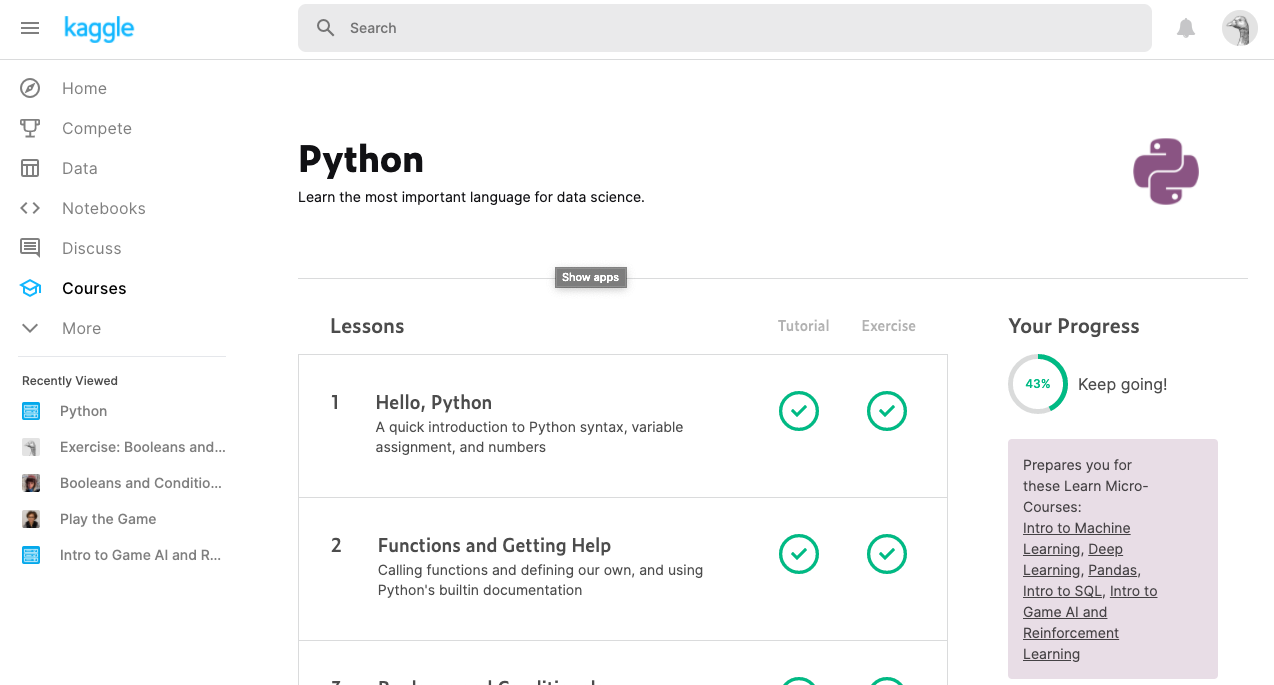 kaggle
Search
Home
Compete
Data
Notebooks
Discuss
Courses
More
Recently Viewed
Python
Exercise: Booleans and...
Booleans and Conditio...
Play the Game
Intro to Game AI and R...
Python
Learn the most important language for data science.
Show apps
Lessons
Tutorial
Exercise
1
Hello, Python
A quick introduction to Python syntax, variable
assignment, and numbers
2
Functions and Getting Help
Calling functions and defining our own, and using
Python's builtin documentation
Your Progress
43%
Keep going!
Prepares you for
these Learn Micro-
Courses:
Intro to Machine
Learning, Deep
Learning, Pandas,
Intro to SQL, Intro to
Game AI and
Reinforcement
Learning